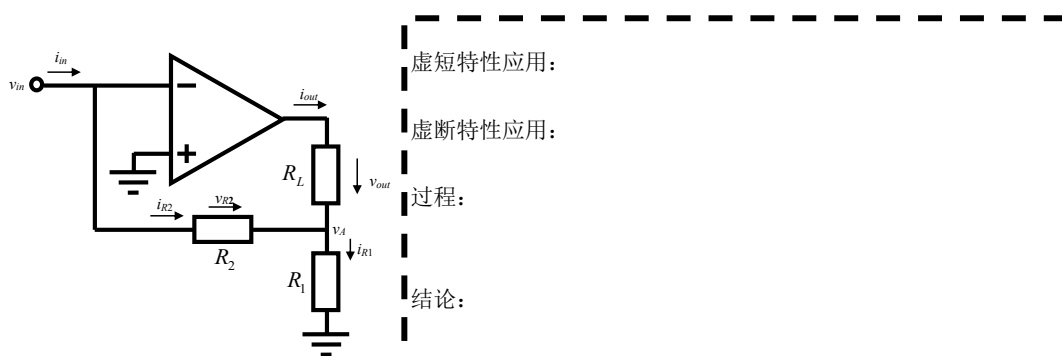 虚短特性应用：
虚断特性应用：
过程：
结论：
i_in
v_in
−
+
i_out
R_L
v_out
i_R2
v_R2
R_2
v_A
i_R1
R_1